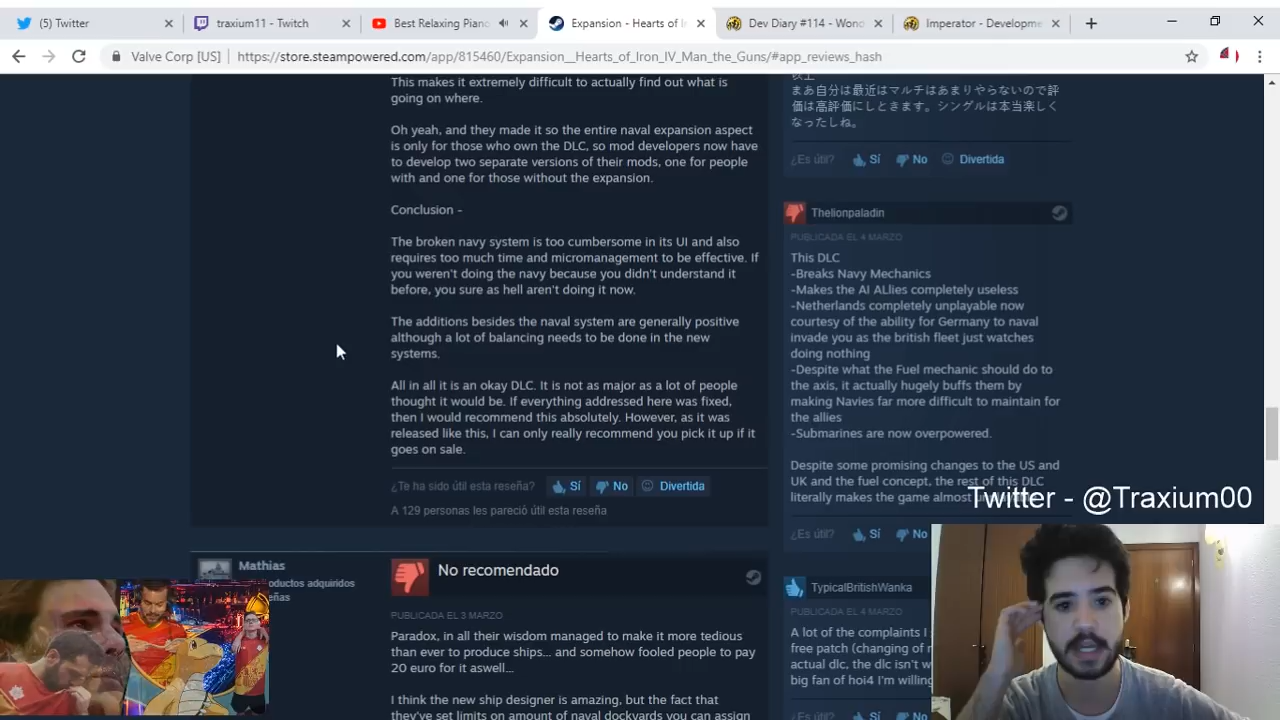 (5) Twitter
traxium11 - Twitch
Best Relaxing Piano
Expansion - Hearts of I
Dev Diary #114 - Wond
Imperator - Developme
Valve Corp [US]
https://store.steampowered.com/app/815460/Expansion__Hearts_of_Iron_IV_Man_the_Guns/#app_reviews_hash
This makes it extremely difficult to actually find out what is
going on where.
Oh yeah, and they made it so the entire naval expansion aspect
is only for those who own the DLC, so mod developers now have
to develop two separate versions of their mods, one for people
with and one for those without the expansion.
Conclusion -
The broken navy system is too cumbersome in its UI and also
requires too much time and micromanagement to be effective. If
you weren't doing the navy because you didn't understand it
before, you sure as hell aren't doing it now.
The additions besides the naval system are generally positive
although a lot of balancing needs to be done in the new
systems.
All in all it is an okay DLC. It is not as major as a lot of people
thought it would be. If everything addressed here was fixed,
then I would recommend this absolutely. However, as it was
released like this, I can only really recommend you pick it up if it
goes on sale.
¿Te ha sido útil esta reseña?
Sí
No
Divertida
A 129 personas les pareció útil esta reseña
Mathias
oductos adquiridos
eñas
No recomendado
PUBLICADA EL 3 MARZO
Paradox, in all their wisdom managed to make it more tedious
than ever to produce ships... and somehow fooled people to pay
20 euro for it aswell...
I think the new ship designer is amazing, but the fact that
they've set limits on amount of naval dockyards you can assign
以上
まあ自分は最近はマルチはあまりやらないので評
価は高評価にしときます。シングルは本当楽しく
なったしね。
¿Es útil?
Sí
No
Divertida
Thelionpaladin
PUBLICADA EL 4 MARZO
This DLC
-Breaks Navy Mechanics
-Makes the AI ALlies completely useless
-Netherlands completely unplayable now
courtesy of the ability for Germany to naval
invade you as the british fleet just watches
doing nothing
-Despite what the Fuel mechanic should do to
the axis, it actually hugely buffs them by
making Navies far more difficult to maintain for
the allies
-Submarines are now overpowered.
Despite some promising changes to the US and
UK and the fuel concept, the rest of this DLC
literally makes the game almost
Twitter - @Traxium00
¿Es útil?
Sí
No
TypicalBritishWanka
PUBLICADA EL 4 MARZO
A lot of the complaints I
free patch (changing of
actual dlc, the dlc isn't w
big fan of hoi4 I'm willing
¿Es útil?
Sí
No